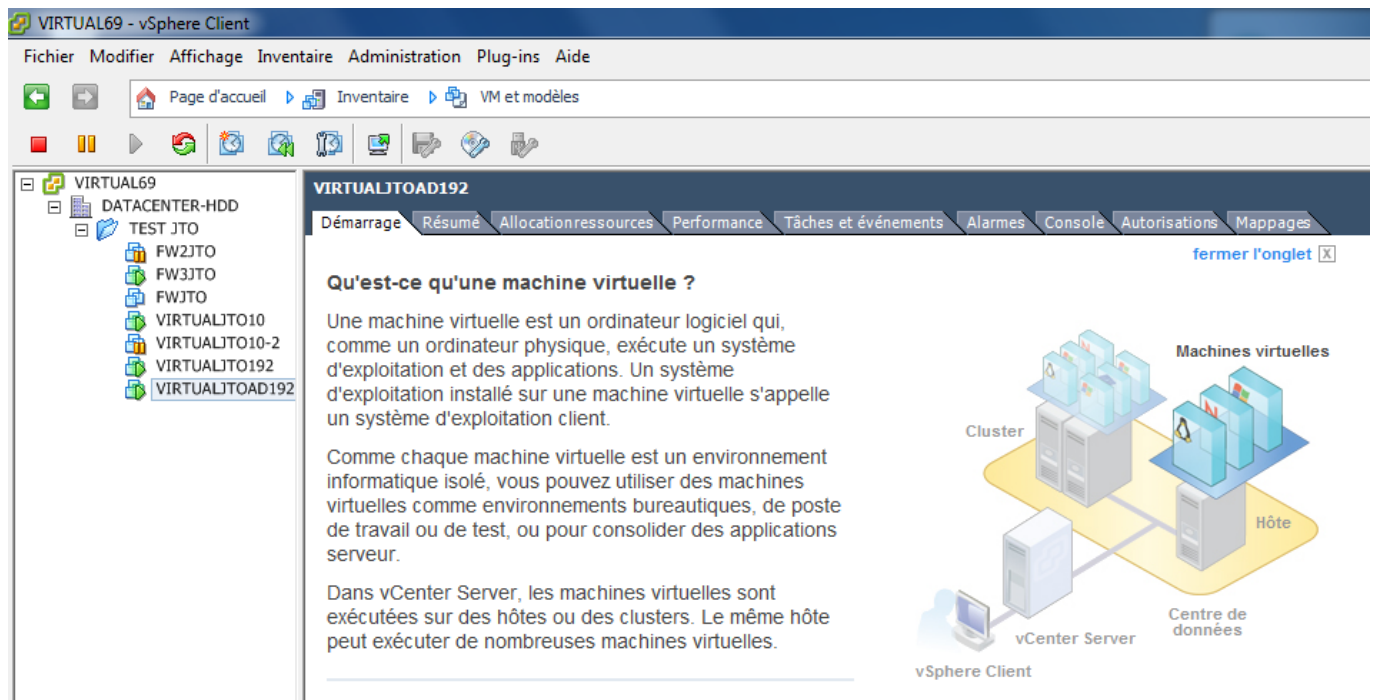 VIRTUAL69 - vSphere Client
Fichier Modifier Affichage Inventaire Administration Plug-ins Aide
Page d'accueil Inventaire VM et modèles
VIRTUAL69
DATACENTER-HDD
TEST JTO
FW2JTO
FW3JTO
FWJTO
VIRTUALJTO10
VIRTUALJTO10-2
VIRTUALJTO192
VIRTUALJTOAD192
VIRTUALJTOAD192
Démarrage Résumé Allocation ressources Performance Tâches et événements Alarmes Console Autorisations Mappages
fermer l'onglet X
Qu'est-ce qu'une machine virtuelle ?
Une machine virtuelle est un ordinateur logiciel qui,
comme un ordinateur physique, exécute un système
d'exploitation et des applications. Un système
d'exploitation installé sur une machine virtuelle s'appelle
un système d'exploitation client.
Comme chaque machine virtuelle est un environnement
informatique isolé, vous pouvez utiliser des machines
virtuelles comme environnements bureautiques, de poste
de travail ou de test, ou pour consolider des applications
serveur.
Dans vCenter Server, les machines virtuelles sont
exécutées sur des hôtes ou des clusters. Le même hôte
peut exécuter de nombreuses machines virtuelles.
Machines virtuelles
Cluster
Hôte
Centre de
données
vCenter Server
vSphere Client